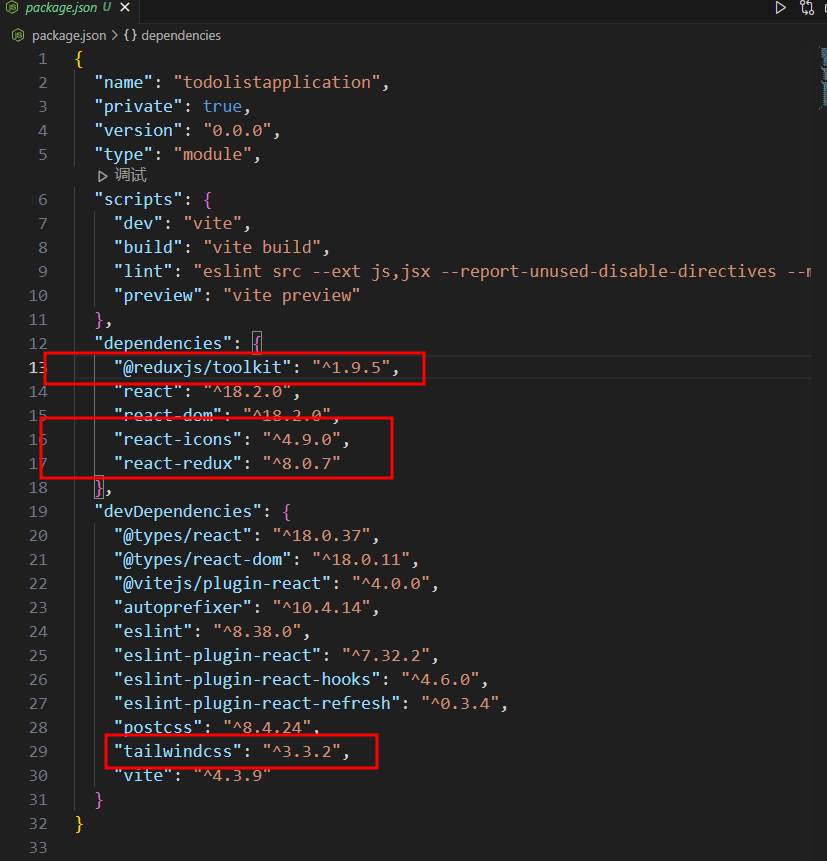 package.json U
package.json > {} dependencies
1 {
2 "name": "todolistapplication",
3 "private": true,
4 "version": "0.0.0",
5 "type": "module",
调试
6 "scripts": {
7 "dev": "vite",
8 "build": "vite build",
9 "lint": "eslint src --ext js,jsx --report-unused-disable-directives --m
10 "preview": "vite preview"
11 },
12 "dependencies": {
13 "@reduxjs/toolkit": "^1.9.5",
14 "react": "^18.2.0",
15 "react-dom": "^18.2.0",
16 "react-icons": "^4.9.0",
17 "react-redux": "^8.0.7"
18 },
19 "devDependencies": {
20 "@types/react": "^18.0.37",
21 "@types/react-dom": "^18.0.11",
22 "@vitejs/plugin-react": "^4.0.0",
23 "autoprefixer": "^10.4.14",
24 "eslint": "^8.38.0",
25 "eslint-plugin-react": "^7.32.2",
26 "eslint-plugin-react-hooks": "^4.6.0",
27 "eslint-plugin-react-refresh": "^0.3.4",
28 "postcss": "^8.4.24",
29 "tailwindcss": "^3.3.2",
30 "vite": "^4.3.9"
31 }
32 }
33